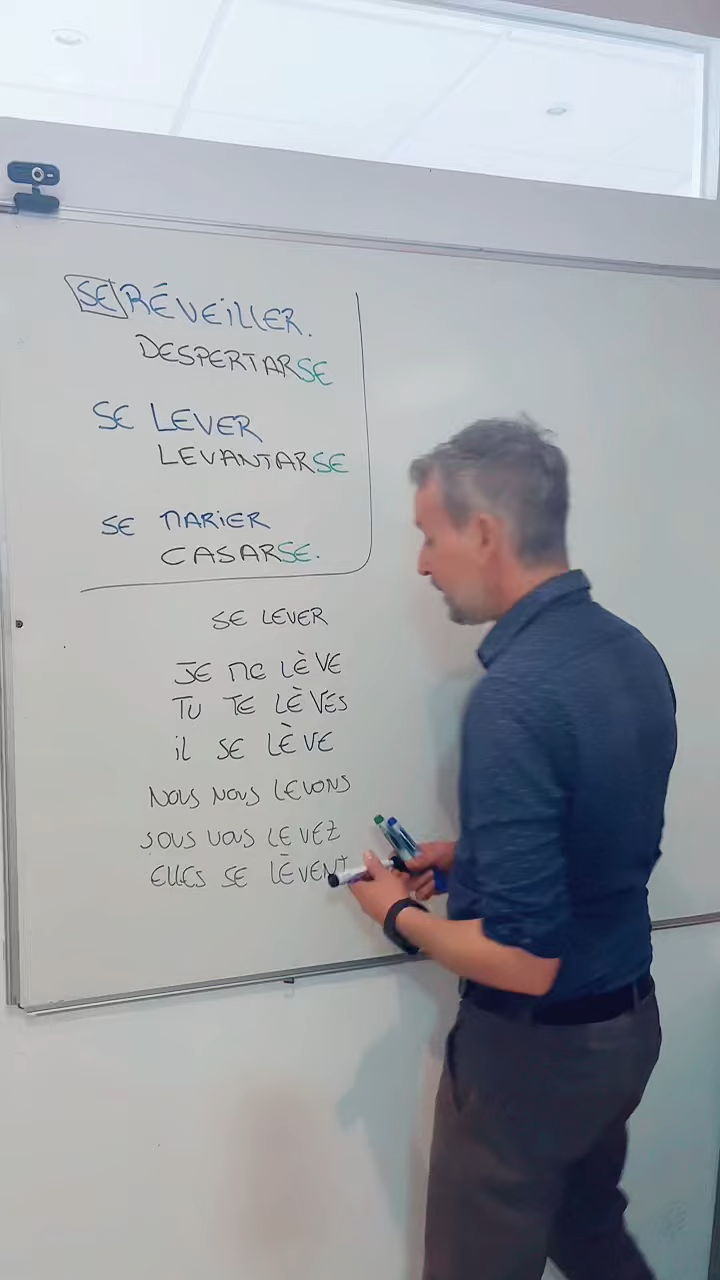 SE RÉVEILLER.
DESPERTARSE
SE LEVER
LEVANTARSE
SE MARIER
CASARSE.
SE LEVER
JE ME LÈVE
TU TE LÈVES
iL SE LÈVE
NOUS NOUS LEVONS
VOUS VOUS LEVEZ
ELLES SE LÈVENT